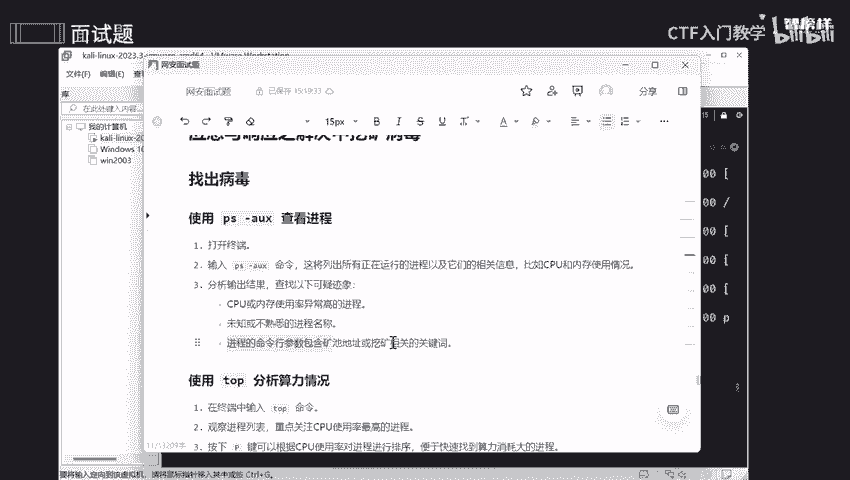 面试题
CTF入门教学
bilibili
kali-linux-2023.3-vmware-amd64 - VMware Workstation
文件(F) 编辑(E)
网安面试题
网安面试题 已保存 15:19:33 分享
库
在此处键入内容
我的计算机
kali-linux-20
Windows 10
win2003
15px B I S U
找出病毒
使用 ps -aux 查看进程
1. 打开终端。
2. 输入 ps -aux 命令，这将列出所有正在运行的进程以及它们的相关信息，比如CPU和内存使用情况。
3. 分析输出结果，查找以下可疑迹象：
CPU或内存使用率异常高的进程。
未知或不熟悉的进程名称。
进程的命令行参数包含矿池地址或挖矿相关的关键词。
使用 top 分析算力情况
1. 在终端中输入 top 命令。
2. 观察进程列表，重点关注CPU使用率最高的进程。
3. 按下 P 键可以根据CPU使用率对进程进行排序，便于快速找到算力消耗大的进程。
00 [
00 /
00 [
00 [
00 [
00 p
要将输入定向到该虚拟机，请将鼠标指针移入其中或按 Ctrl+G。